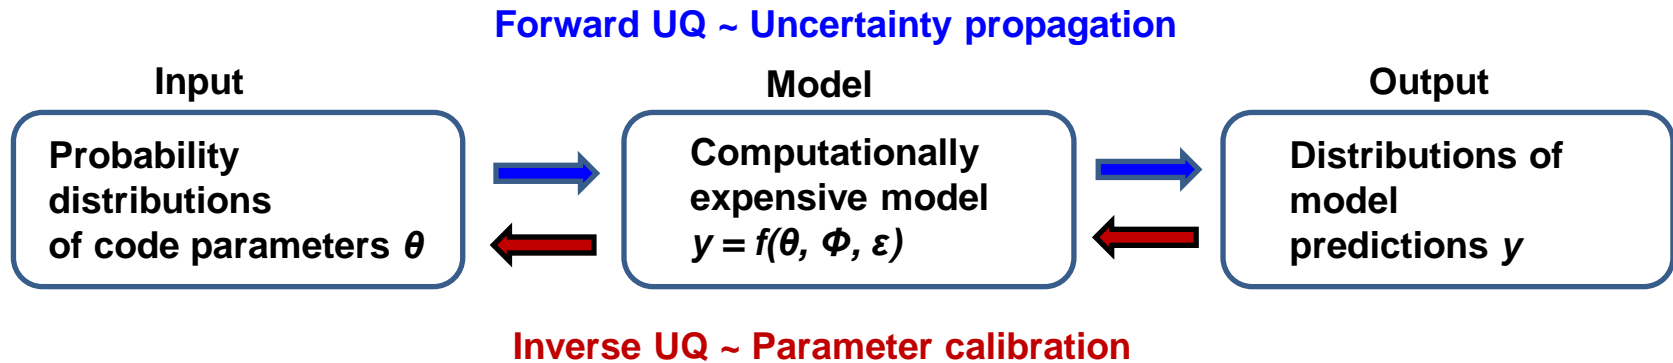 Forward UQ ~ Uncertainty propagation
Input
Model
Output
Probability
distributions
of code parameters θ
Computationally
expensive model
y = f(θ, Φ, ε)
Distributions of
model
predictions y
Inverse UQ ~ Parameter calibration